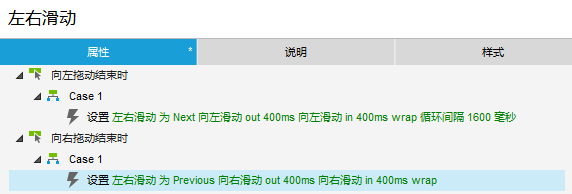 左右滑动
属性 * 说明 样式
向左拖动结束时
Case 1
设置 左右滑动 为 Next 向左滑动 out 400ms 向左滑动 in 400ms wrap 循环间隔 1600 毫秒
向右拖动结束时
Case 1
设置 左右滑动 为 Previous 向右滑动 out 400ms 向右滑动 in 400ms wrap